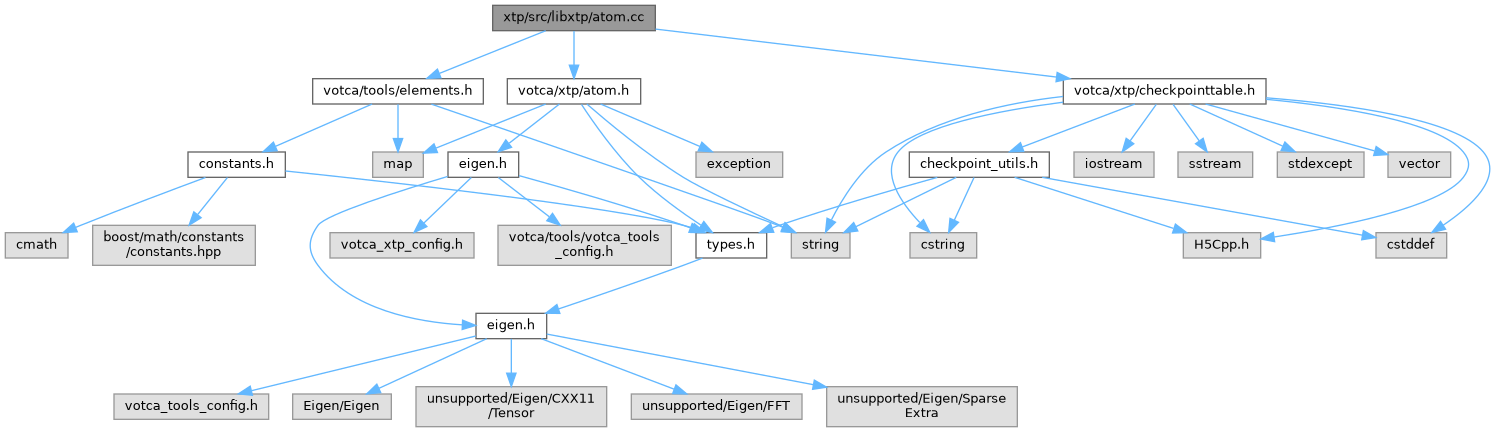 xtp/src/libxtp/atom.cc
votca/tools/elements.h
votca/xtp/atom.h
votca/xtp/checkpointtable.h
constants.h
map
eigen.h
exception
checkpoint_utils.h
iostream
sstream
stdexcept
vector
cmath
boost/math/constants
/constants.hpp
votca_xtp_config.h
votca/tools/votca_tools
_config.h
types.h
string
cstring
H5Cpp.h
cstddef
eigen.h
votca_tools_config.h
Eigen/Eigen
unsupported/Eigen/CXX11
/Tensor
unsupported/Eigen/FFT
unsupported/Eigen/Sparse
Extra